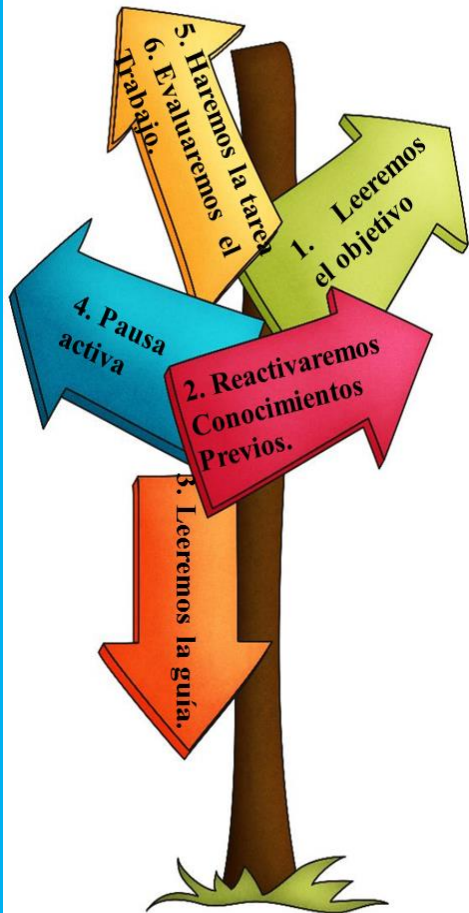 1. Leeremos
el objetivo
2. Reactivaremos
Conocimientos
Previos.
3. Leeremos la guía.
4. Pausa
activa
5. Haremos la tarea
6. Evaluaremos el
Trabajo.